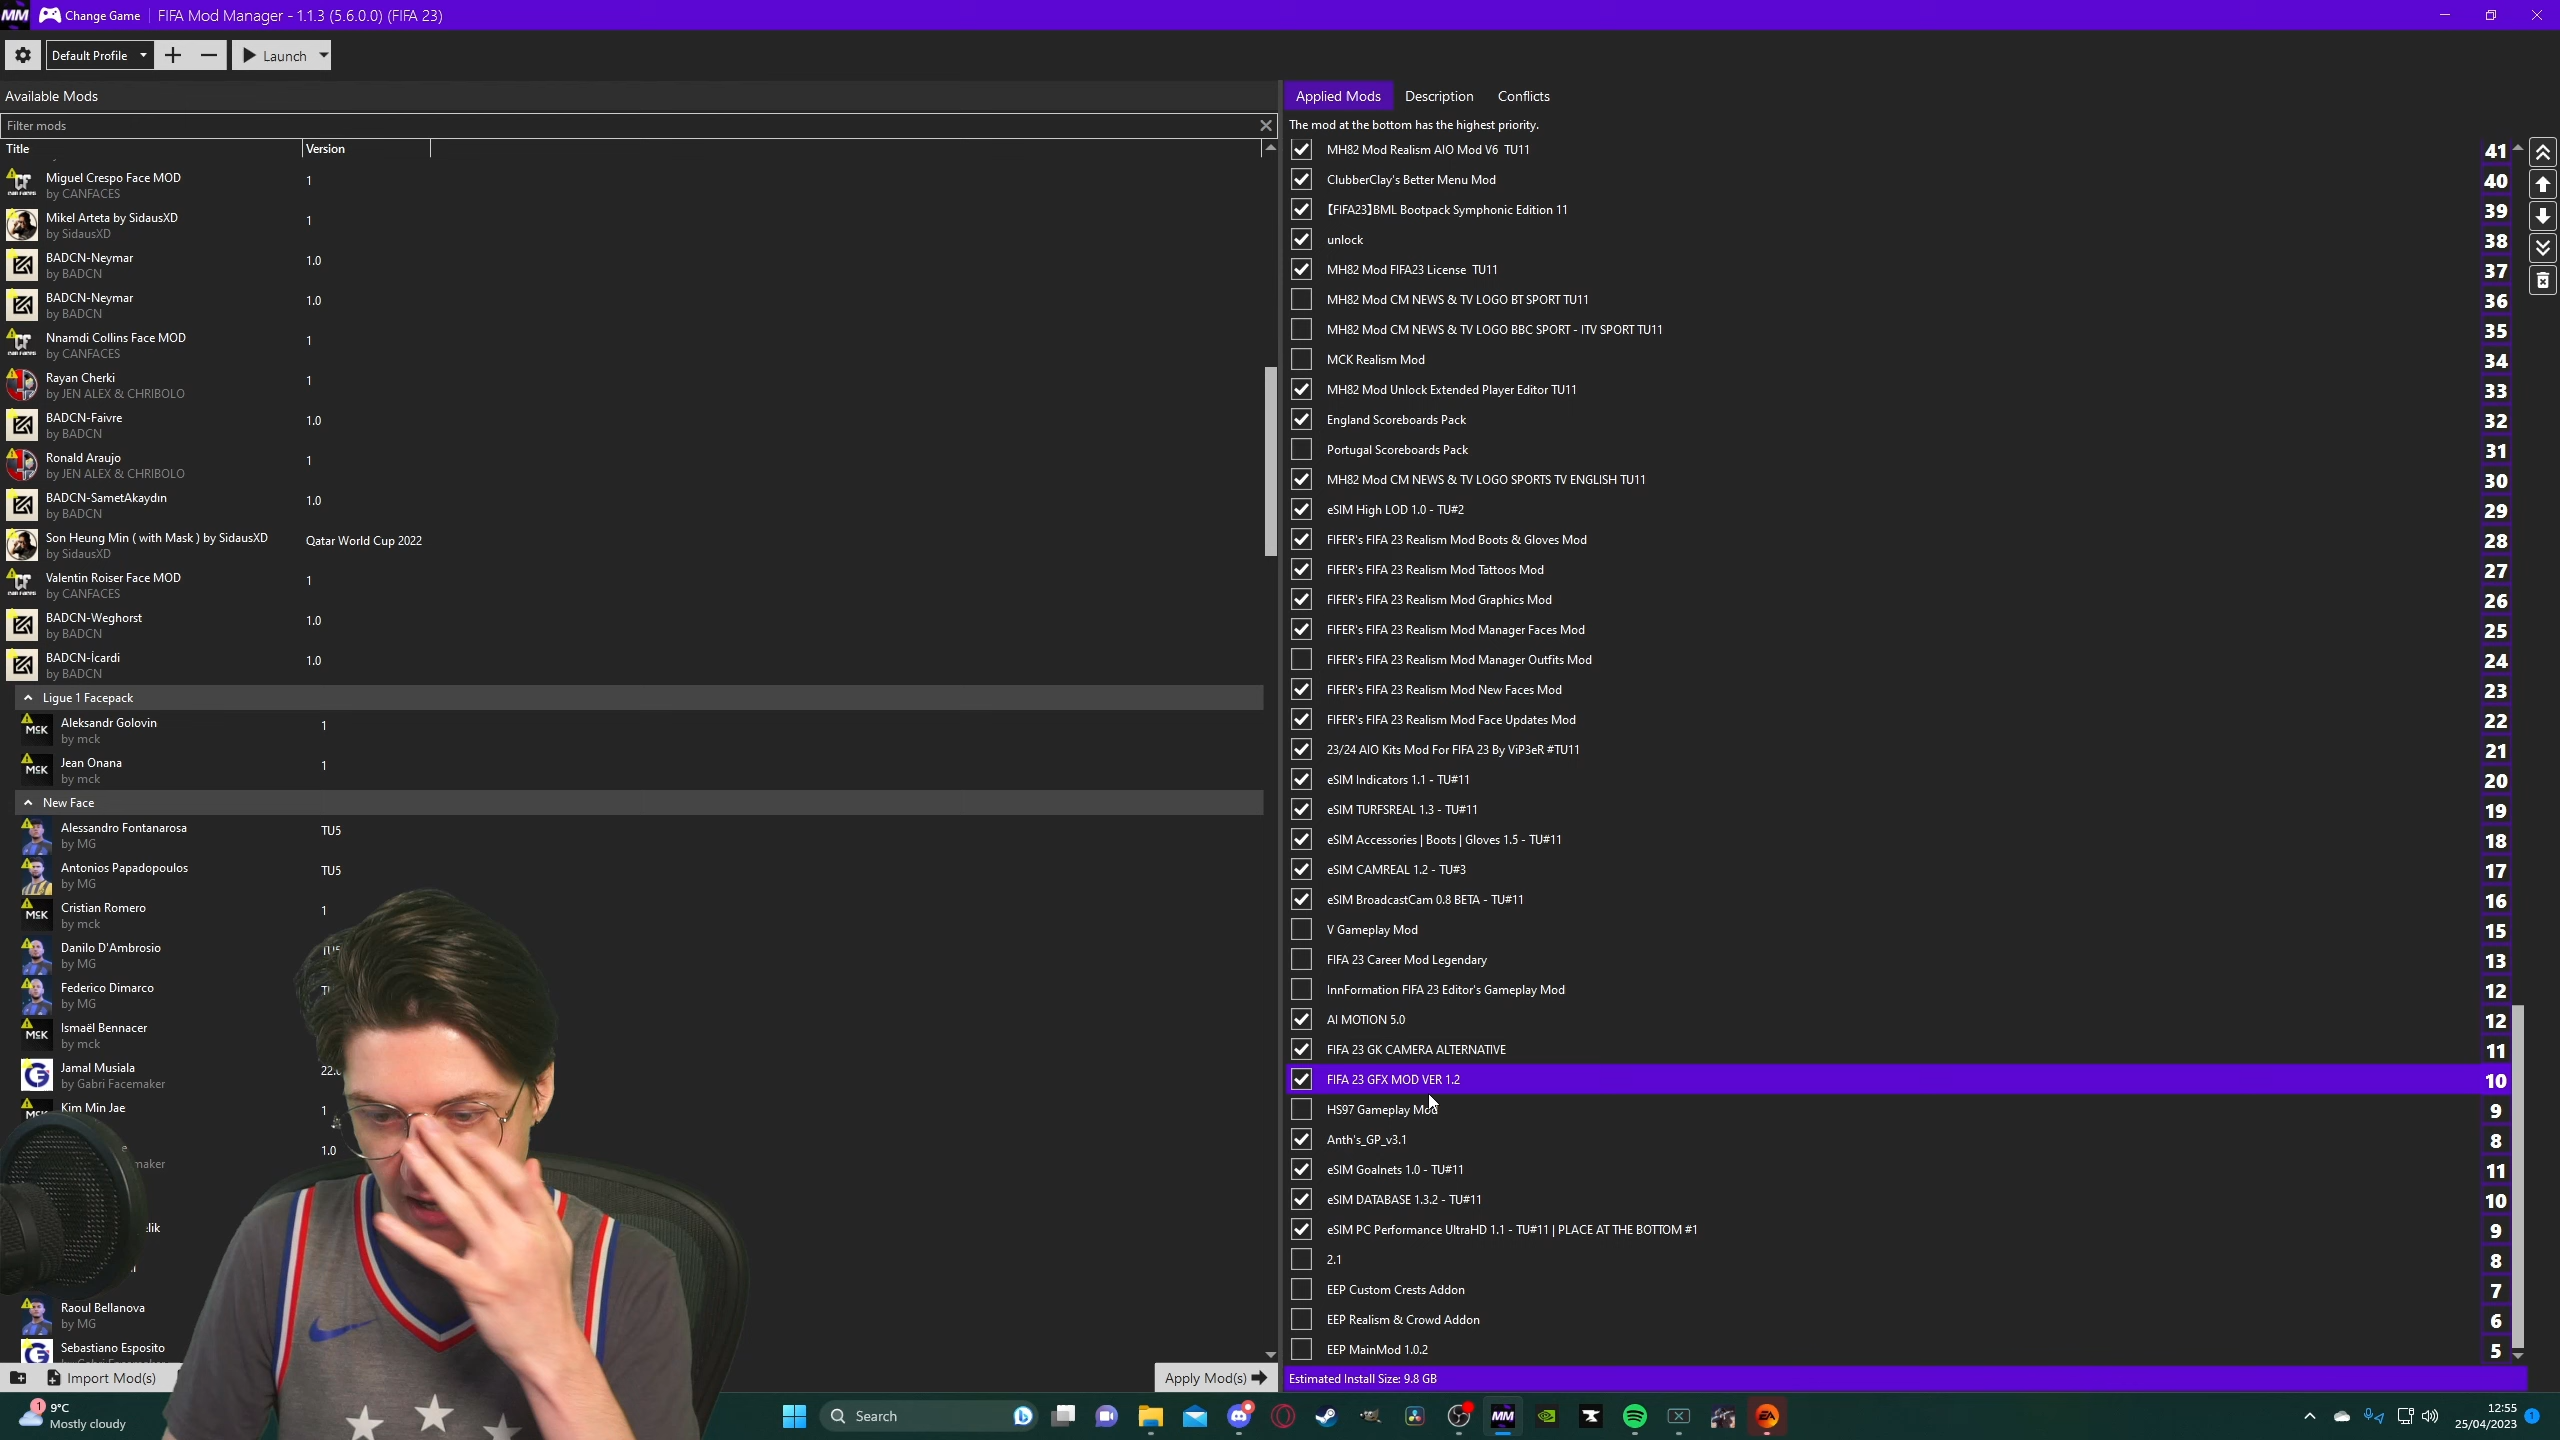 MM Change Game FIFA Mod Manager - 1.1.3 (5.6.0.0) (FIFA 23)
Default Profile Launch
Available Mods
Filter mods
Title Version
Miguel Crespo Face MOD 1
by CANFACES
Mikel Arteta by SidausXD 1
by SidausXD
BADCN-Neymar 1.0
by BADCN
BADCN-Neymar 1.0
by BADCN
Nnamdi Collins Face MOD 1
by CANFACES
Rayan Cherki 1
by JEN ALEX & CHRIBOLO
BADCN-Faivre 1.0
by BADCN
Ronald Araujo 1
by JEN ALEX & CHRIBOLO
BADCN-SametAkaydın 1.0
by BADCN
Son Heung Min ( with Mask ) by SidausXD Qatar World Cup 2022
by SidausXD
Valentin Roiser Face MOD 1
by CANFACES
BADCN-Weghorst 1.0
by BADCN
BADCN-İcardi 1.0
by BADCN
Ligue 1 Facepack
Aleksandr Golovin 1
by mck
Jean Onana 1
by mck
New Face
Alessandro Fontanarosa TU5
by MG
Antonios Papadopoulos TU5
by MG
Cristian Romero 1
by mck
Danilo D'Ambrosio
by MG
Federico Dimarco
by MG
Ismaël Bennacer
by mck
Jamal Musiala
by Gabri Facemaker
Kim Min Jae 1
1.0
Raoul Bellanova
by MG
Sebastiano Esposito
Import Mod(s)
Apply Mod(s)
Applied Mods Description Conflicts
The mod at the bottom has the highest priority.
MH82 Mod Realism AIO Mod V6 TU11 41
ClubberClay's Better Menu Mod 40
【FIFA23】BML Bootpack Symphonic Edition 11 39
unlock 38
MH82 Mod FIFA23 License TU11 37
MH82 Mod CM NEWS & TV LOGO BT SPORT TU11 36
MH82 Mod CM NEWS & TV LOGO BBC SPORT - ITV SPORT TU11 35
MCK Realism Mod 34
MH82 Mod Unlock Extended Player Editor TU11 33
England Scoreboards Pack 32
Portugal Scoreboards Pack 31
MH82 Mod CM NEWS & TV LOGO SPORTS TV ENGLISH TU11 30
eSIM High LOD 1.0 - TU#2 29
FIFER's FIFA 23 Realism Mod Boots & Gloves Mod 28
FIFER's FIFA 23 Realism Mod Tattoos Mod 27
FIFER's FIFA 23 Realism Mod Graphics Mod 26
FIFER's FIFA 23 Realism Mod Manager Faces Mod 25
FIFER's FIFA 23 Realism Mod Manager Outfits Mod 24
FIFER's FIFA 23 Realism Mod New Faces Mod 23
FIFER's FIFA 23 Realism Mod Face Updates Mod 22
23/24 AIO Kits Mod For FIFA 23 By ViP3eR #TU11 21
eSIM Indicators 1.1 - TU#11 20
eSIM TURFSREAL 1.3 - TU#11 19
eSIM Accessories | Boots | Gloves 1.5 - TU#11 18
eSIM CAMREAL 1.2 - TU#3 17
eSIM BroadcastCam 0.8 BETA - TU#11 16
V Gameplay Mod 15
FIFA 23 Career Mod Legendary 13
InnFormation FIFA 23 Editor's Gameplay Mod 12
AI MOTION 5.0 12
FIFA 23 GK CAMERA ALTERNATIVE 11
FIFA 23 GFX MOD VER 1.2 10
HS97 Gameplay Mod 9
Anth's_GP_v3.1 8
eSIM Goalnets 1.0 - TU#11 11
eSIM DATABASE 1.3.2 - TU#11 10
eSIM PC Performance UltraHD 1.1 - TU#11 | PLACE AT THE BOTTOM #1 9
2.1 8
EEP Custom Crests Addon 7
EEP Realism & Crowd Addon 6
EEP MainMod 1.0.2 5
Estimated Install Size: 9.8 GB
1 9°C
Mostly cloudy
Search
MM
EA
12:55
25/04/2023
1